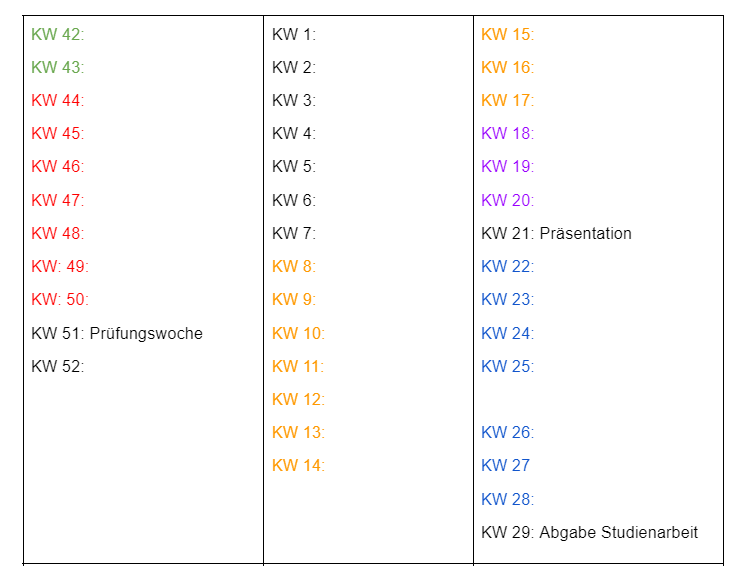 KW 42:
KW 43:
KW 44:
KW 45:
KW 46:
KW 47:
KW 48:
KW: 49:
KW: 50:
KW 51: Prüfungswoche
KW 52:
KW 1:
KW 2:
KW 3:
KW 4:
KW 5:
KW 6:
KW 7:
KW 8:
KW 9:
KW 10:
KW 11:
KW 12:
KW 13:
KW 14:
KW 15:
KW 16:
KW 17:
KW 18:
KW 19:
KW 20:
KW 21: Präsentation
KW 22:
KW 23:
KW 24:
KW 25:
KW 26:
KW 27
KW 28:
KW 29: Abgabe Studienarbeit